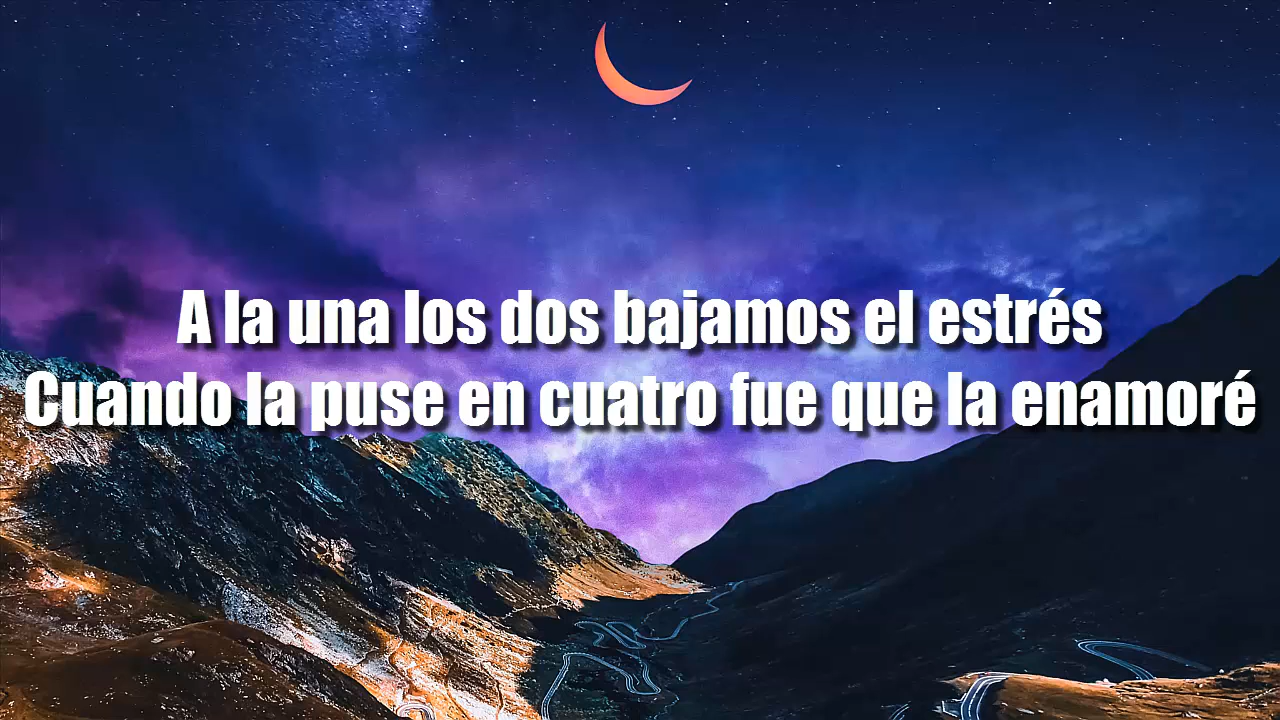 A la una los dos bajamos el estrés
Cuando la puse en cuatro fue que la enamoré